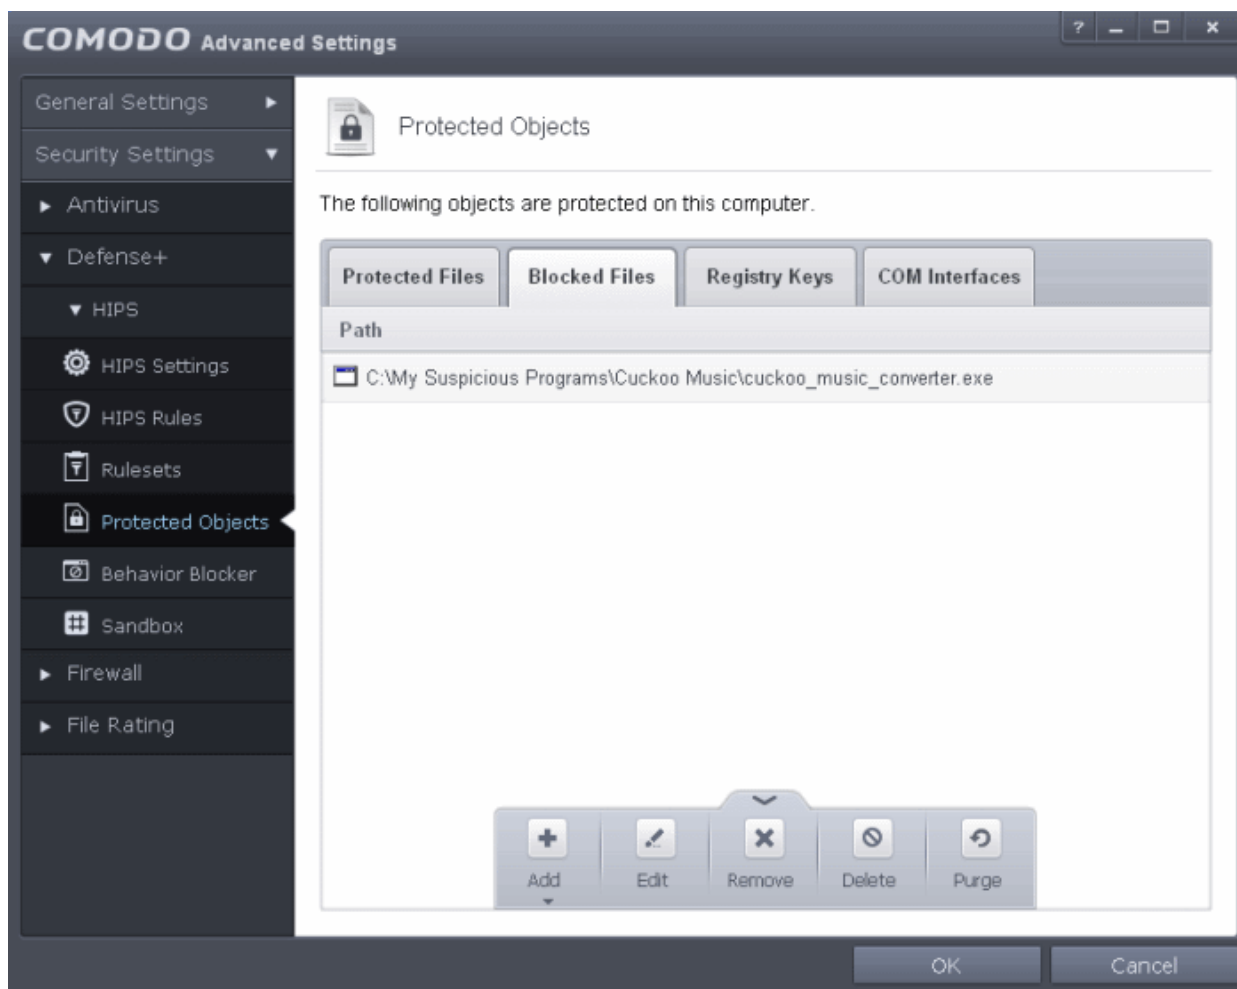 COMODO Advanced Settings
?
General Settings
Security Settings
Antivirus
Defense+
HIPS
HIPS Settings
HIPS Rules
Rulesets
Protected Objects
Behavior Blocker
Sandbox
Firewall
File Rating
Protected Objects
The following objects are protected on this computer.
Protected Files Blocked Files Registry Keys COM Interfaces
Path
C:\My Suspicious Programs\Cuckoo Music\cuckoo_music_converter.exe
Add Edit Remove Delete Purge
OK Cancel